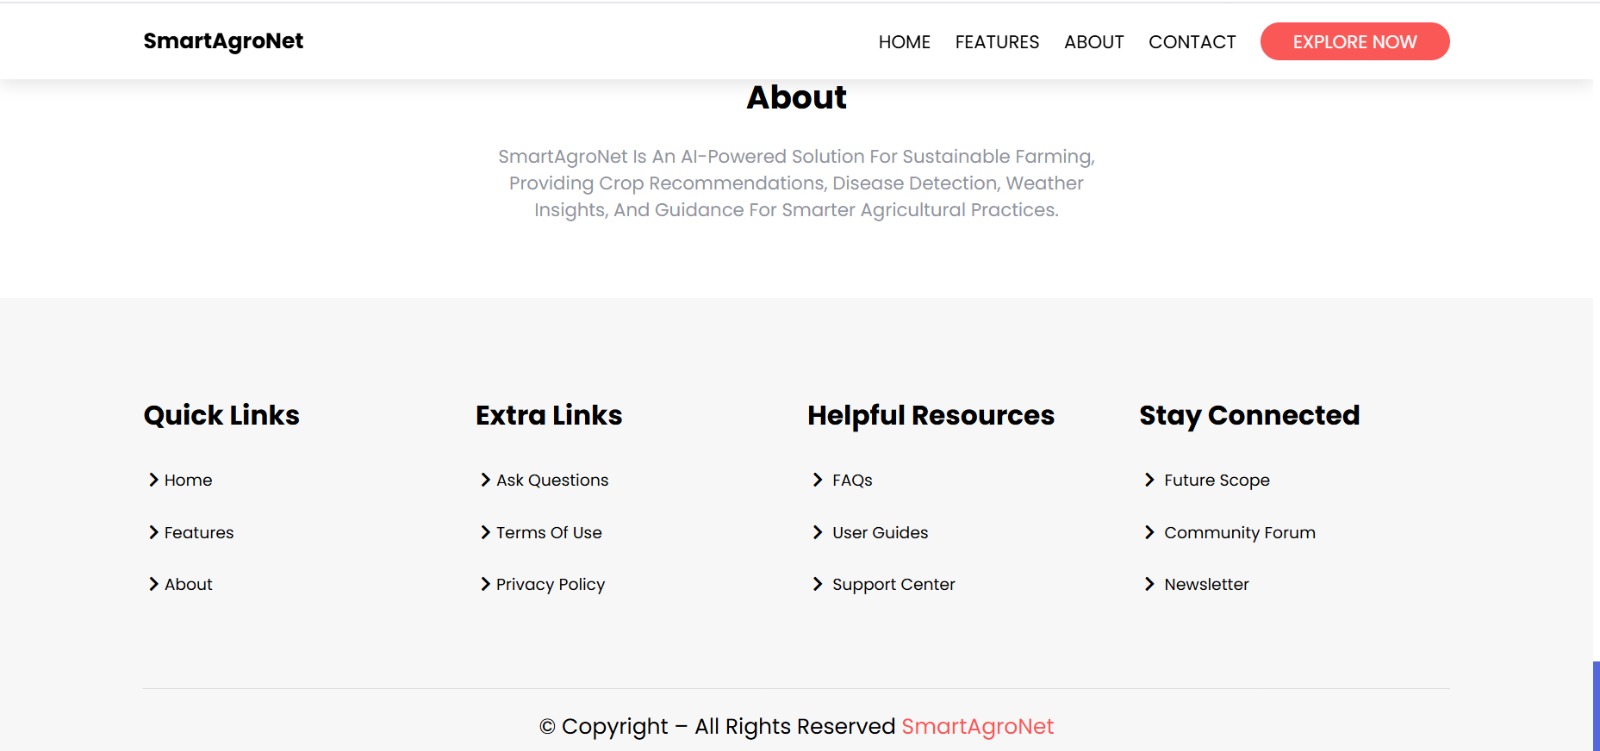 SmartAgroNet
HOME FEATURES ABOUT CONTACT EXPLORE NOW
About
SmartAgroNet Is An AI-Powered Solution For Sustainable Farming,
Providing Crop Recommendations, Disease Detection, Weather
Insights, And Guidance For Smarter Agricultural Practices.
Quick Links
Home
Features
About
Extra Links
Ask Questions
Terms Of Use
Privacy Policy
Helpful Resources
FAQs
User Guides
Support Center
Stay Connected
Future Scope
Community Forum
Newsletter
© Copyright – All Rights Reserved SmartAgroNet